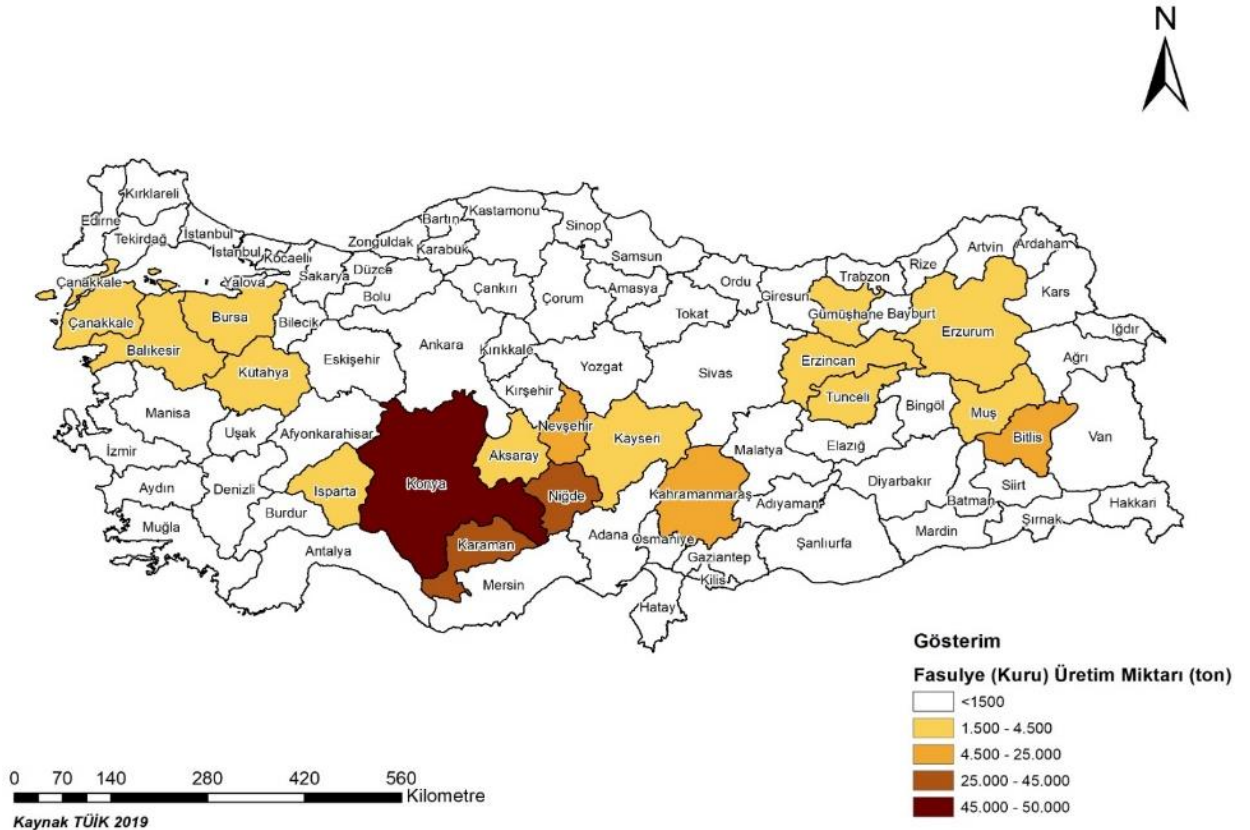 N
Kırklareli
Edirne
Tekirdağ
İstanbul
İstanbul
Kocaeli
Yalova
Sakarya
Düzce
Zonguldak
Bartın
Karabük
Kastamonu
Sinop
Samsun
Ordu
Giresun
Trabzon
Rize
Artvin
Ardaham
Kars
Iğdır
Ağrı
Çanakkale
Çanakkale
Balıkesir
Bursa
Bilecik
Kutahya
Eskişehir
Bolu
Ankara
Çankırı
Kırıkkale
Çorum
Amasya
Tokat
Yozgat
Kırşehir
Sivas
Gümüşhane
Bayburt
Erzincan
Erzurum
Tunceli
Bingöl
Muş
Bitlis
Van
Manisa
Uşak
Afyonkarahisar
İzmir
Aydın
Denizli
Muğla
Burdur
Isparta
Antalya
Konya
Aksaray
Nevşehir
Niğde
Kayseri
Karaman
Mersin
Adana
Kahramanmaraş
Osmaniye
Malatya
Elazığ
Adıyaman
Gaziantep
Kilis
Hatay
Şanlıurfa
Diyarbakır
Mardin
Batman
Siirt
Şırnak
Hakkari
Gösterim
Fasulye (Kuru) Üretim Miktarı (ton)
<1500
1.500 - 4.500
4.500 - 25.000
25.000 - 45.000
45.000 - 50.000
0 70 140 280 420 560
Kilometre
Kaynak TÜİK 2019